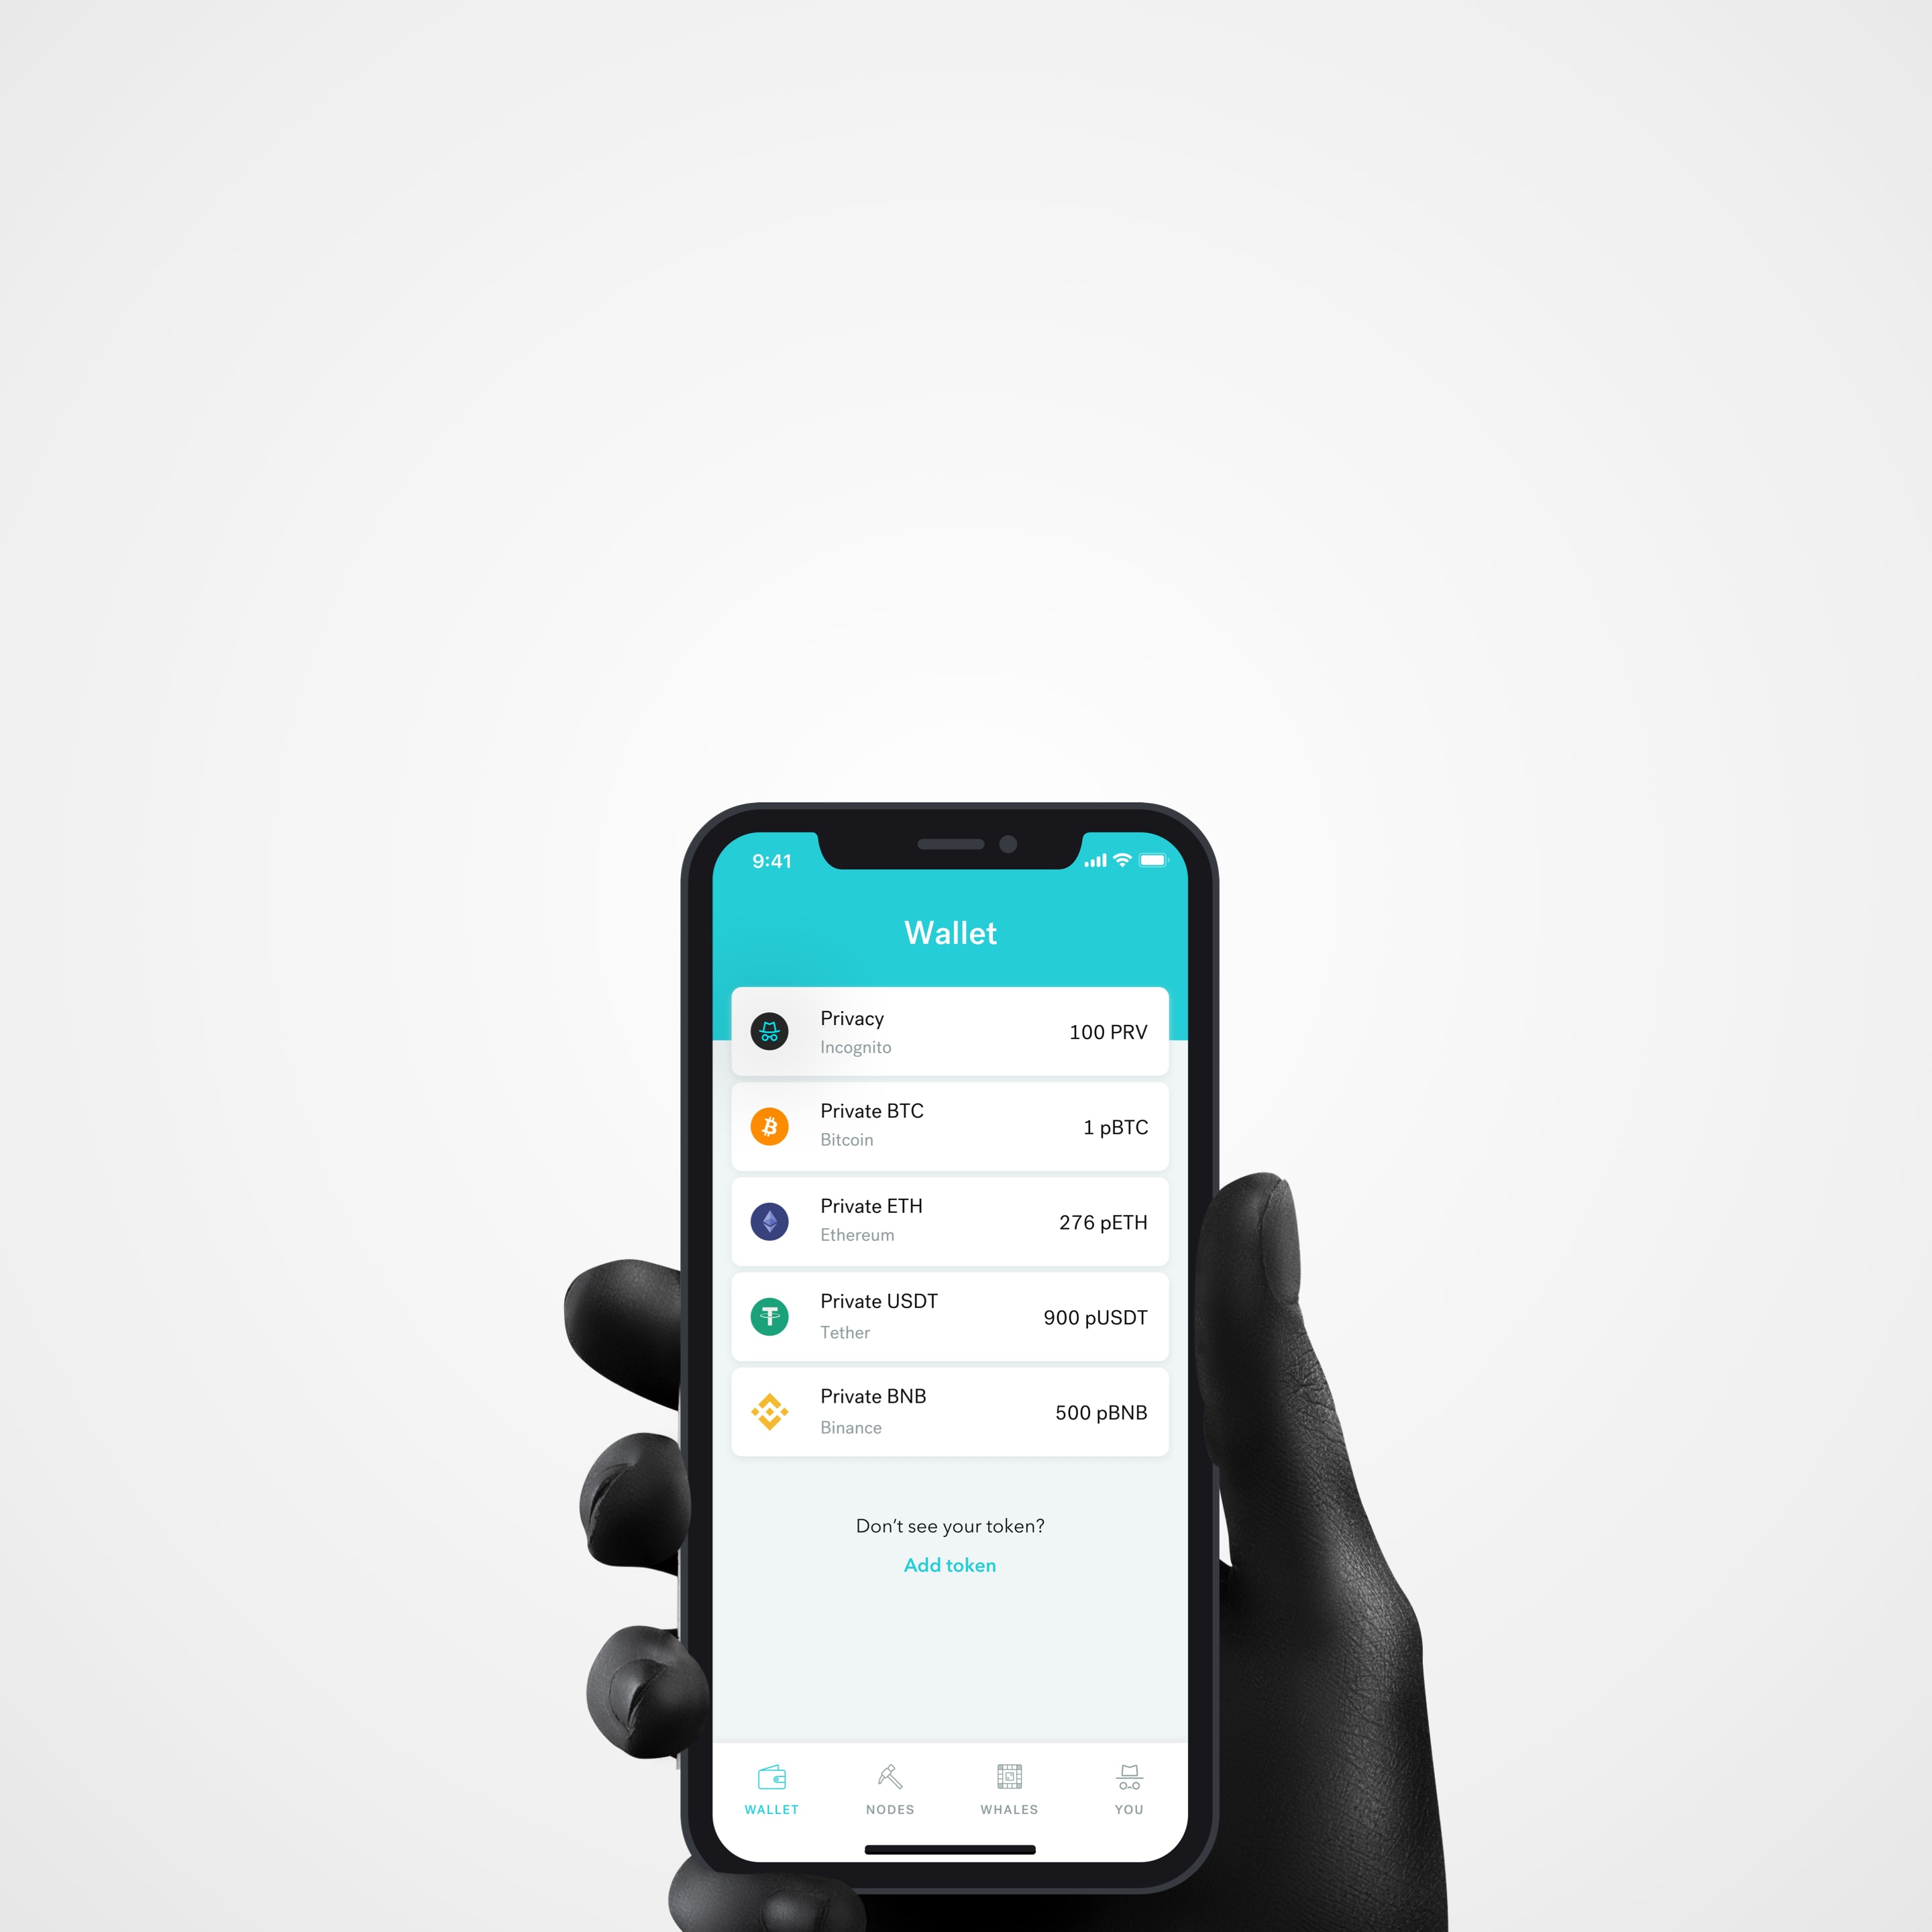 9:41
Wallet
Privacy
Incognito
100 PRV
Private BTC
Bitcoin
1 pBTC
Private ETH
Ethereum
276 pETH
Private USDT
Tether
900 pUSDT
Private BNB
Binance
500 pBNB
Don't see your token?
Add token
WALLET
NODES
WHALES
YOU